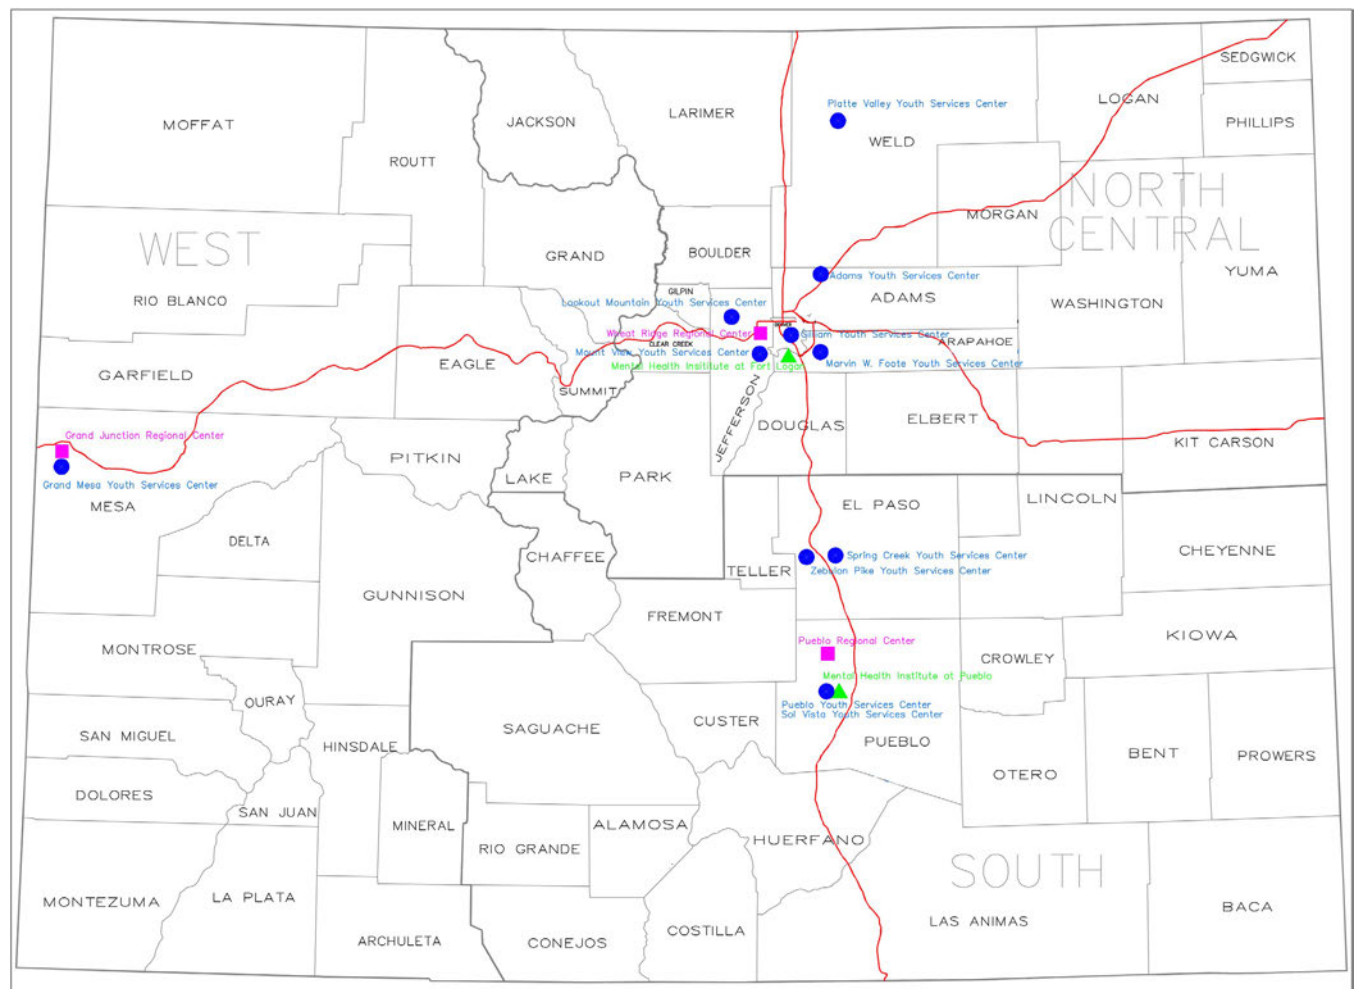 SEDGWICK
LOGAN
Platte Valley Youth Services Center
LARIMER
JACKSON
MOFFAT
PHILLIPS
WELD
ROUTT
NORTH
CENTRAL
MORGAN
WEST
BOULDER
GRAND
YUMA
Adams Youth Services Center
GILPIN
ADAMS
RIO BLANCO
Lookout Mountain Youth Services Center
WASHINGTON
Wheat Ridge Regional Center
Gilliam Youth Services Center
CLEAR CREEK
ARAPAHOE
Mount View Youth Services Center
EAGLE
Marvin W. Foote Youth Services Center
Mental Health Insititute at Fort Logan
GARFIELD
SUMMIT
JEFFERSON
DOUGLAS
ELBERT
Grand Junction Regional Center
KIT CARSON
PITKIN
LAKE
PARK
Grand Mesa Youth Services Center
LINCOLN
MESA
EL PASO
DELTA
CHAFFEE
Spring Creek Youth Services Center
CHEYENNE
TELLER
Zebulon Pike Youth Services Center
GUNNISON
FREMONT
KIOWA
Pueblo Regional Center
MONTROSE
CROWLEY
Mental Health Institute at Pueblo
OURAY
Pueblo Youth Services Center
Sol Vista Youth Services Center
CUSTER
SAGUACHE
SAN MIGUEL
PUEBLO
HINSDALE
BENT
PROWERS
OTERO
DOLORES
SAN JUAN
MINERAL
ALAMOSA
HUERFANO
RIO GRANDE
SOUTH
LA PLATA
MONTEZUMA
BACA
LAS ANIMAS
COSTILLA
ARCHULETA
CONEJOS